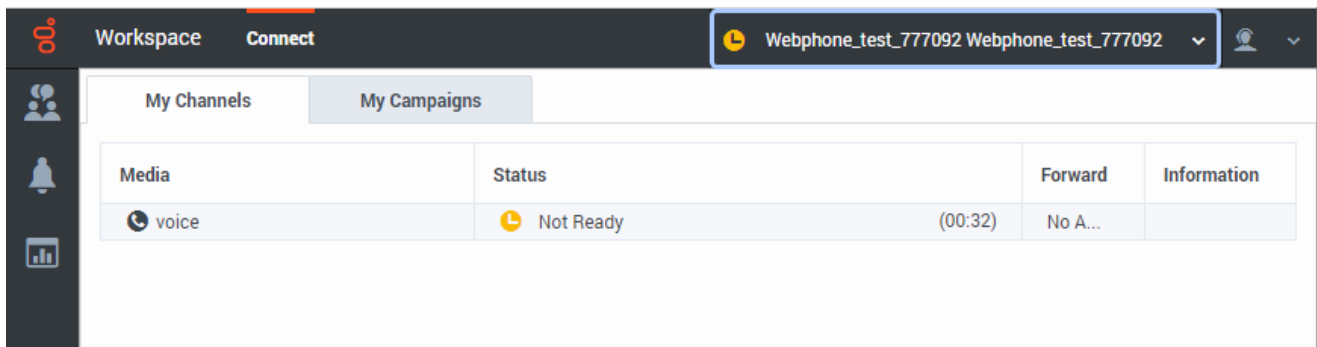 Workspace Connect Webphone_test_777092 Webphone_test_777092
My Channels My Campaigns
Media Status Forward Information
voice Not Ready (00:32) No A...